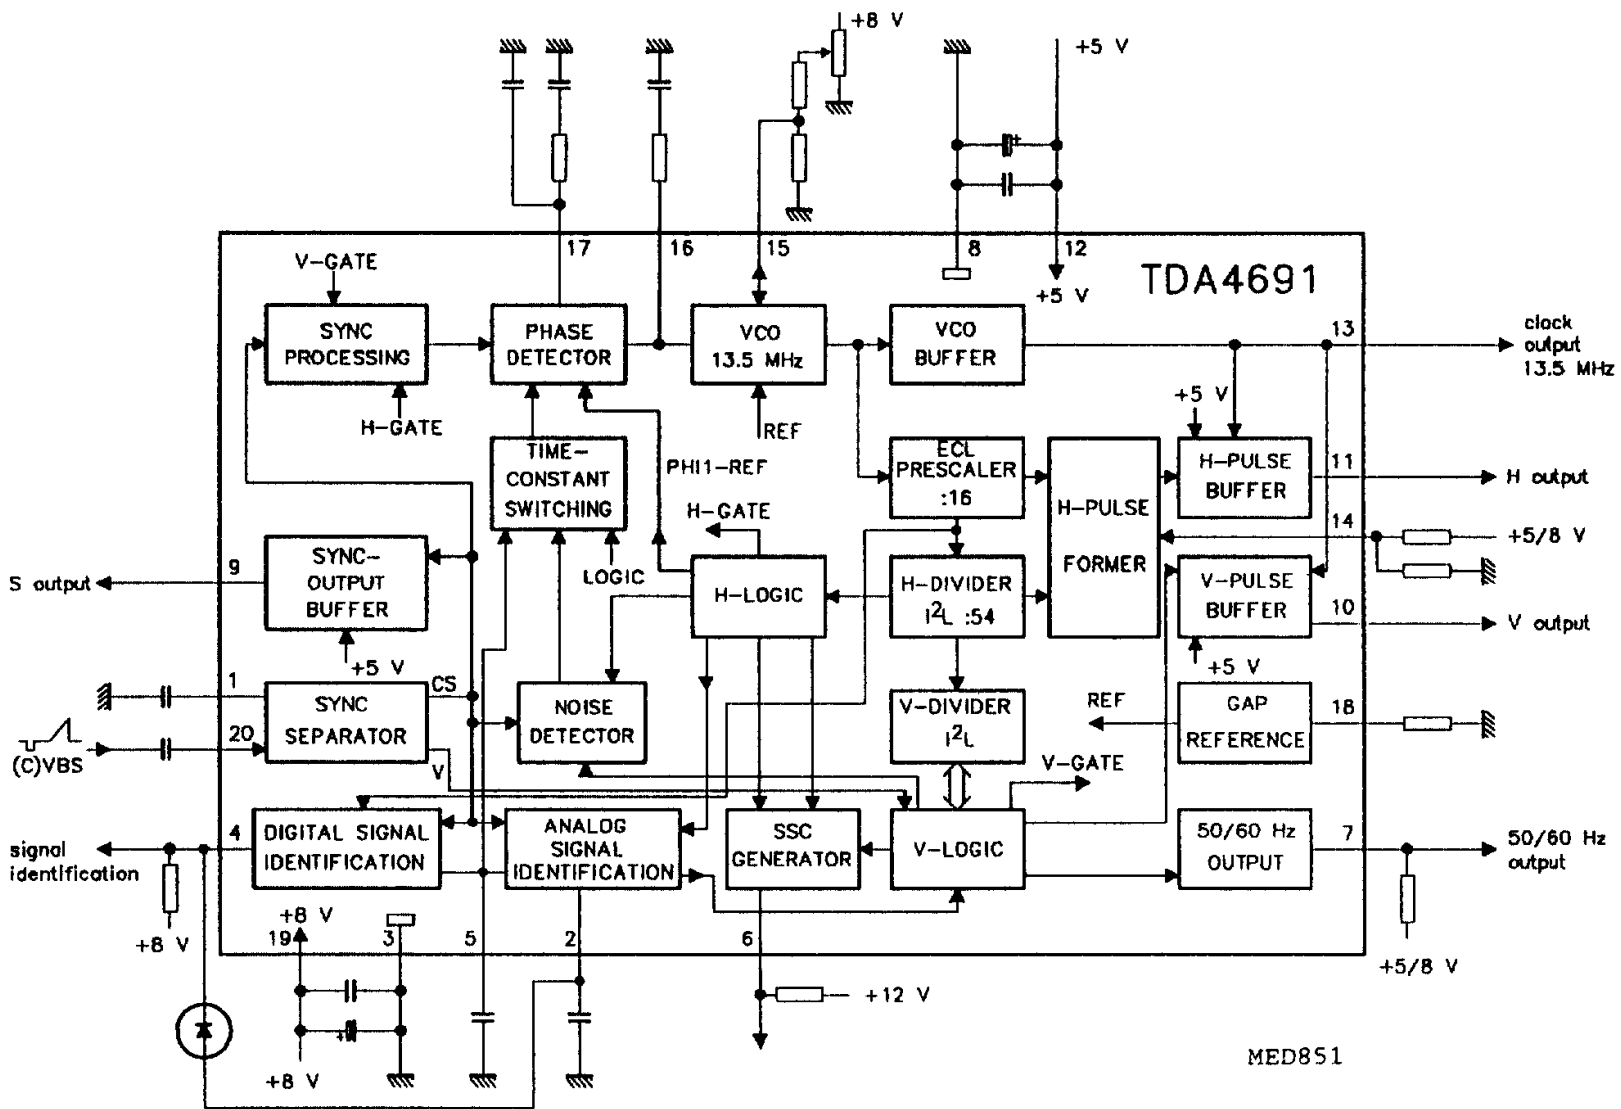 +8 V
+5 V
17
16
15
8
12
V-GATE
+5 V
TDA4691
SYNC
PROCESSING
PHASE
DETECTOR
VCO
13.5 MHz
VCO
BUFFER
13
clock
output
13.5 MHz
H-GATE
REF
+5 V
TIME-
CONSTANT
SWITCHING
PHI1-REF
ECL
PRESCALER
:16
H-PULSE
FORMER
H-PULSE
BUFFER
11
H output
H-GATE
14
+5/8 V
9
S output
SYNC-
OUTPUT
BUFFER
LOGIC
H-LOGIC
H-DIVIDER
I²L :54
V-PULSE
BUFFER
10
V output
+5 V
+5 V
1
CS
SYNC
SEPARATOR
20
(C)VBS
V
NOISE
DETECTOR
V-DIVIDER
I²L
REF
GAP
REFERENCE
18
V-GATE
4
signal
identification
DIGITAL SIGNAL
IDENTIFICATION
ANALOG
SIGNAL
IDENTIFICATION
SSC
GENERATOR
V-LOGIC
50/60 Hz
OUTPUT
7
50/60 Hz
output
+8 V
+8 V
19
3
5
2
6
+5/8 V
+12 V
+8 V
MED851